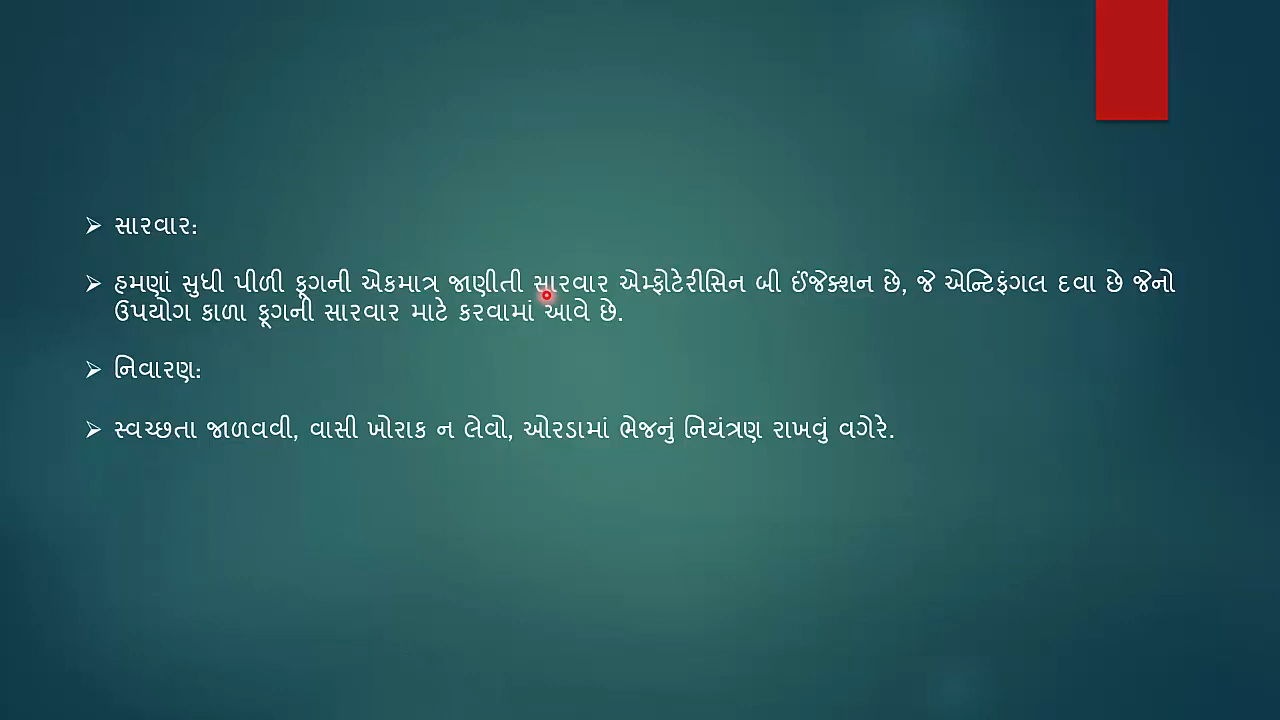 સારવાર:
હમણાં સુધી પીળી ફૂગની એકમાત્ર જાણીતી સારવાર એમ્ફોટેરીસિન બી ઈંજેક્શન છે, જે એન્ટિફંગલ દવા છે જેનો
ઉપયોગ કાળા ફૂગની સારવાર માટે કરવામાં આવે છે.
નિવારણ:
સ્વચ્છતા જાળવવી, વાસી ખોરાક ન લેવો, ઓરડામાં ભેજનું નિયંત્રણ રાખવું વગેરે.